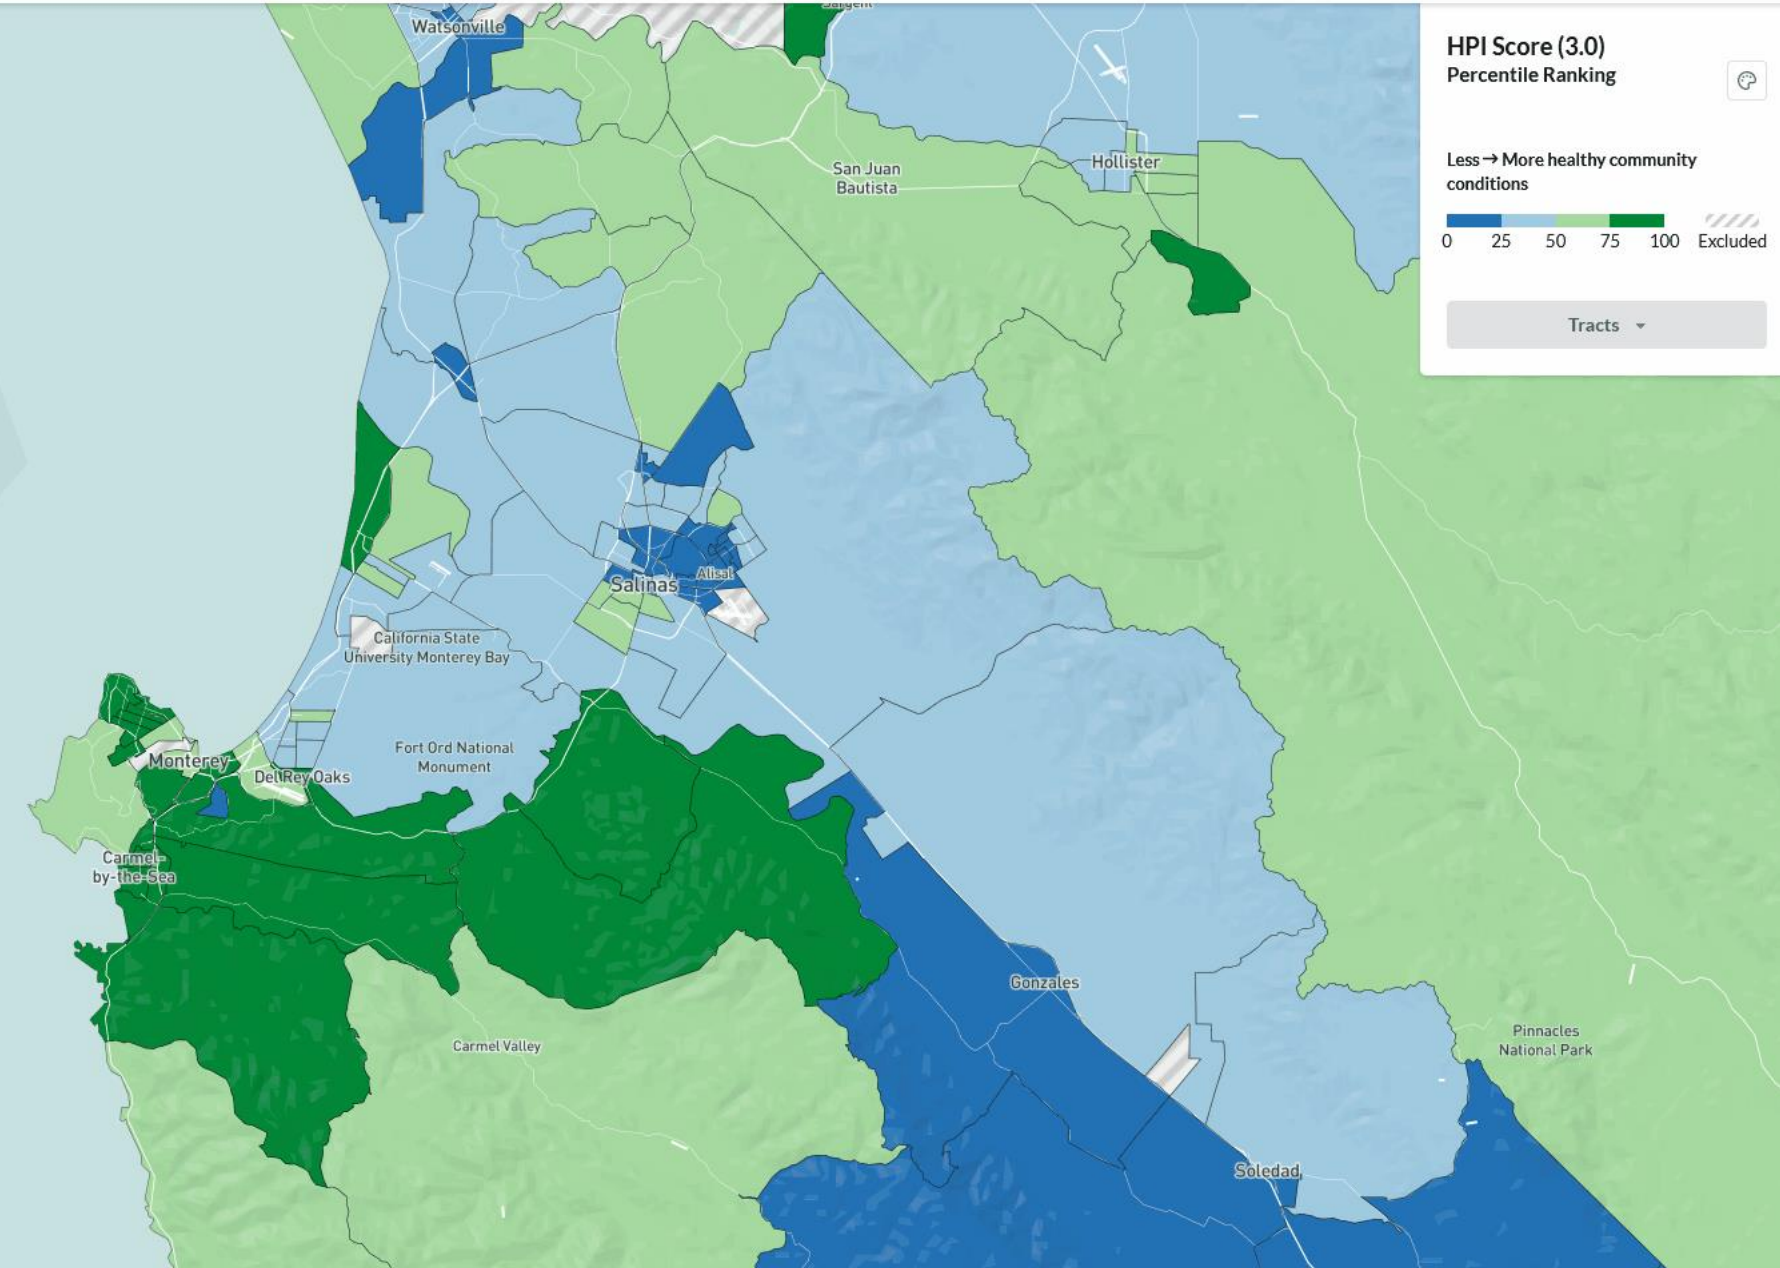 Watsonville
Sargent
San Juan
Bautista
Hollister
Salinas
Alisal
California State
University Monterey Bay
Monterey
Del Rey Oaks
Fort Ord National
Monument
Carmel-
by-the-Sea
Carmel Valley
Gonzales
Soledad
Pinnacles
National Park
HPI Score (3.0)
Percentile Ranking
Less → More healthy community
conditions
0 25 50 75 100 Excluded
Tracts